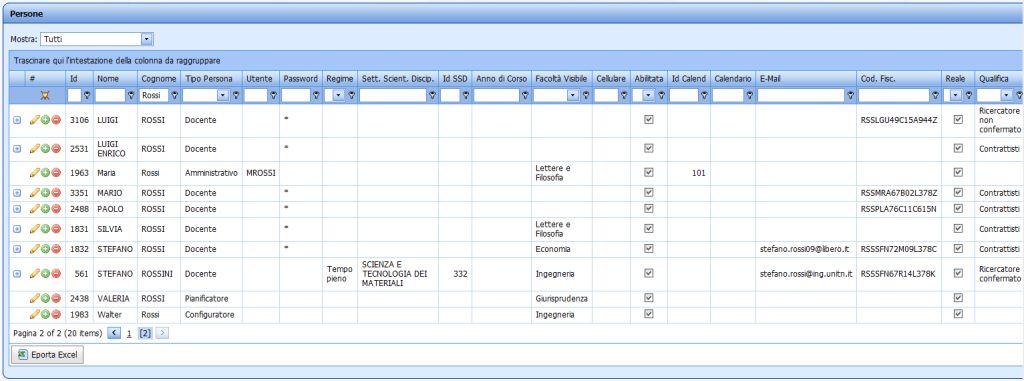 Persone
Mostra: Tutti
Trascinare qui l'intestazione della colonna da raggruppare
# Id Nome Cognome Tipo Persona Utente Password Regime Sett. Scient. Discip. Id SSD Anno di Corso Facoltà Visibile Cellulare Abilitata Id Calend Calendario E-Mail Cod. Fisc. Reale Qualifica
Rossi
3106 LUIGI ROSSI Docente * RSSLGU49C15A944Z Ricercatore non confermato
2531 LUIGI ENRICO ROSSI Docente * Contrattisti
1963 Maria Rossi Amministrativo MROSSI Lettere e Filosofia 101
3351 MARIO ROSSI Docente * RSSMRA67B02L378Z Contrattisti
2488 PAOLO ROSSI Docente * RSSPLA76C11C615N Contrattisti
1831 SILVIA ROSSI Docente * Lettere e Filosofia Contrattisti
1832 STEFANO ROSSI Docente * Economia stefano.rossi09@libero.it RSSSFN72M09L378C Contrattisti
561 STEFANO ROSSINI Docente Tempo pieno SCIENZA E TECNOLOGIA DEI MATERIALI 332 Ingegneria stefano.rossi@ing.unitn.it RSSSFN67R14L378K Ricercatore confermato
2438 VALERIA ROSSI Pianificatore Giurisprudenza
1983 Walter Rossi Configuratore Ingegneria
Pagina 2 of 2 (20 items) 1 [2]
Eporta Excel